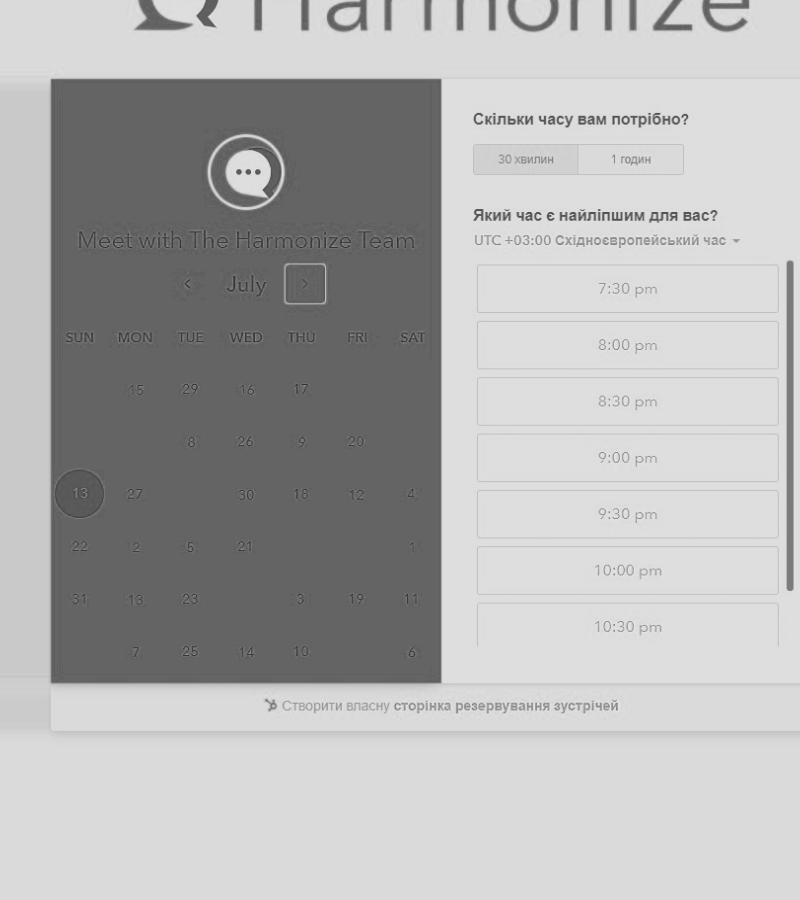 Harmonize
Meet with The Harmonize Team
July
SUN MON TUE WED THU FRI SAT
15 29 16 17
8 26 9 20
13 27 30 18 12 4
22 2 5 21 1
31 13 23 3 19 11
7 25 14 10 6
Скільки часу вам потрібно?
30 хвилин 1 годин
Який час є найліпшим для вас?
UTC +03:00 Східноєвропейський час
7:30 pm
8:00 pm
8:30 pm
9:00 pm
9:30 pm
10:00 pm
10:30 pm
Створити власну сторінка резервування зустрічей